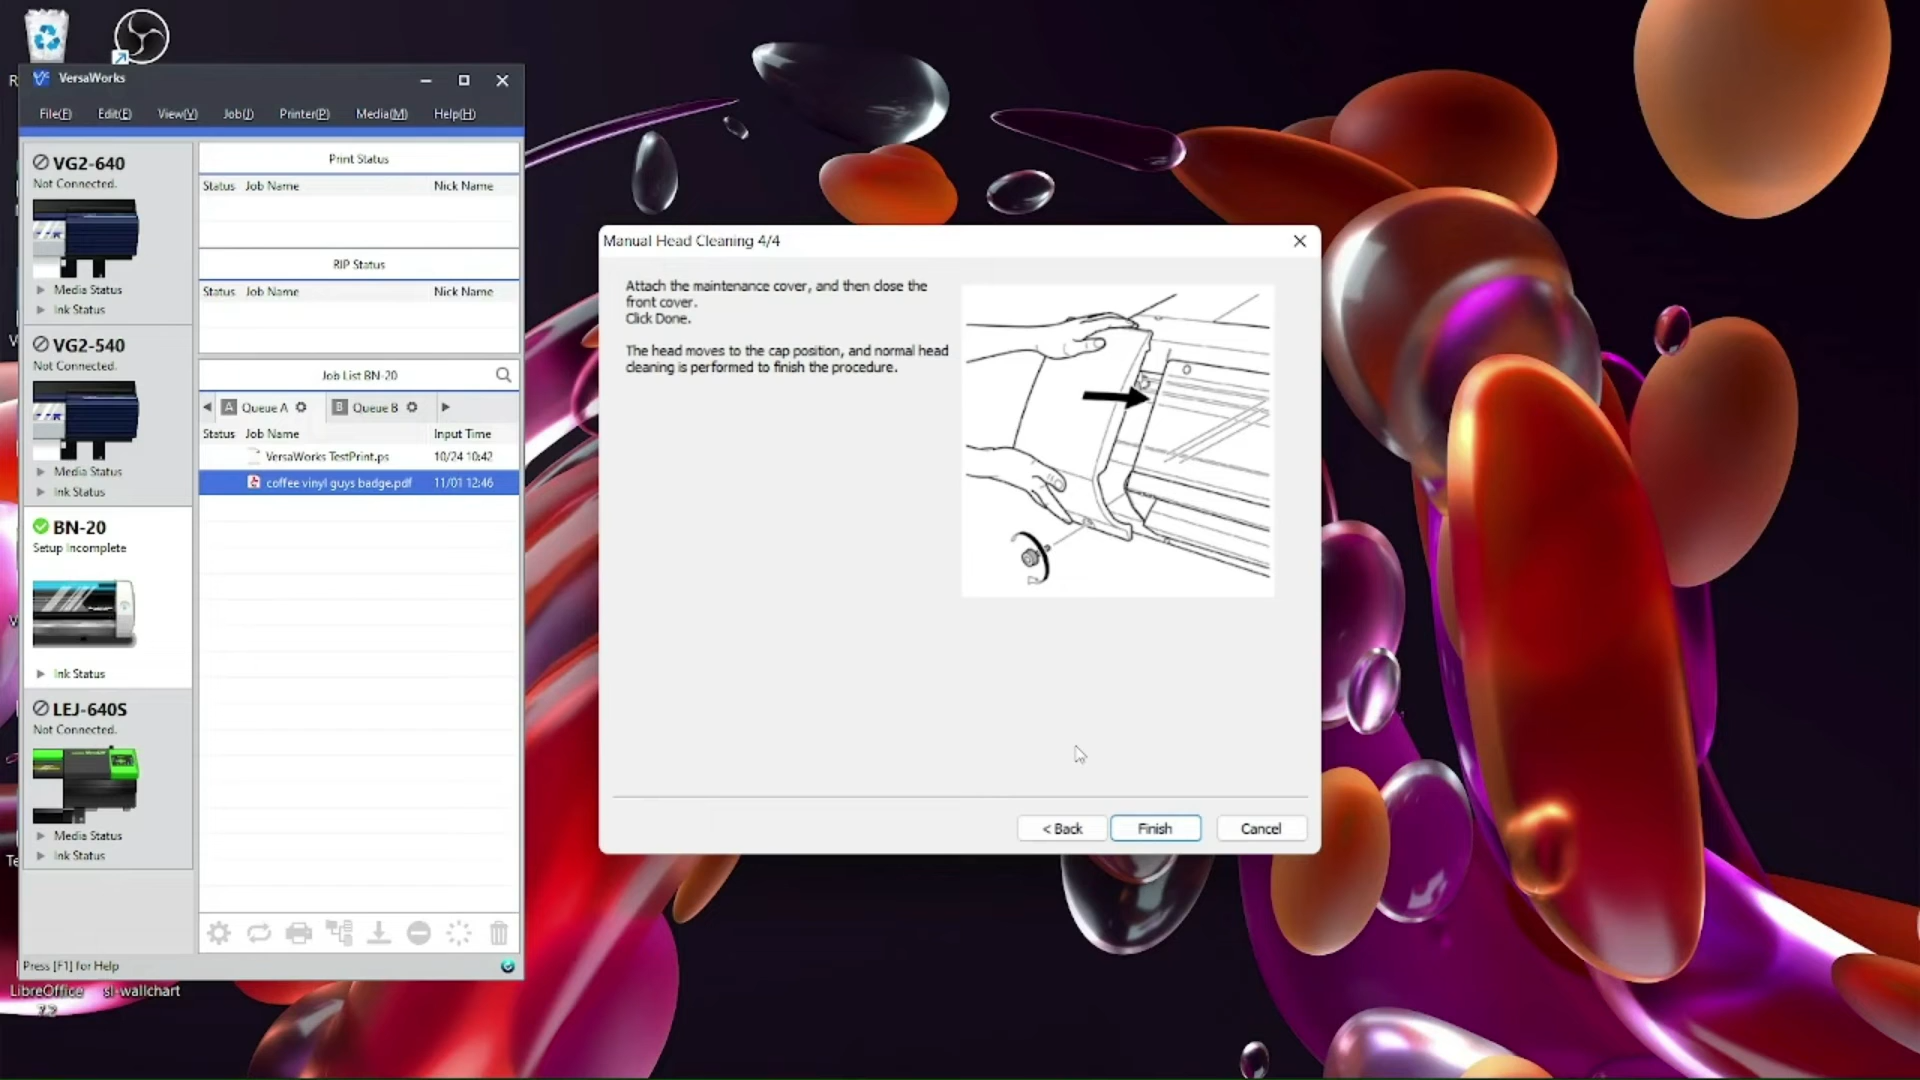 VersaWorks
File(F) Edit(E) View(V) Job(J) Printer(P) Media(M) Help(H)
VG2-640
Not Connected.
Media Status
Ink Status
VG2-540
Not Connected.
Media Status
Ink Status
BN-20
Setup Incomplete
Ink Status
LEJ-640S
Not Connected.
Media Status
Ink Status
Print Status
Status Job Name Nick Name
RIP Status
Status Job Name Nick Name
Job List BN-20
A Queue A B Queue B
Status Job Name Input Time
VersaWorks TestPrint.ps 10/24 10:42
coffee vinyl guys badge.pdf 11/01 12:46
Press [F1] for Help
LibreOffice 7.2
sl-wallchart
Manual Head Cleaning 4/4
Attach the maintenance cover, and then close the
front cover.
Click Done.
The head moves to the cap position, and normal head
cleaning is performed to finish the procedure.
< Back Finish Cancel